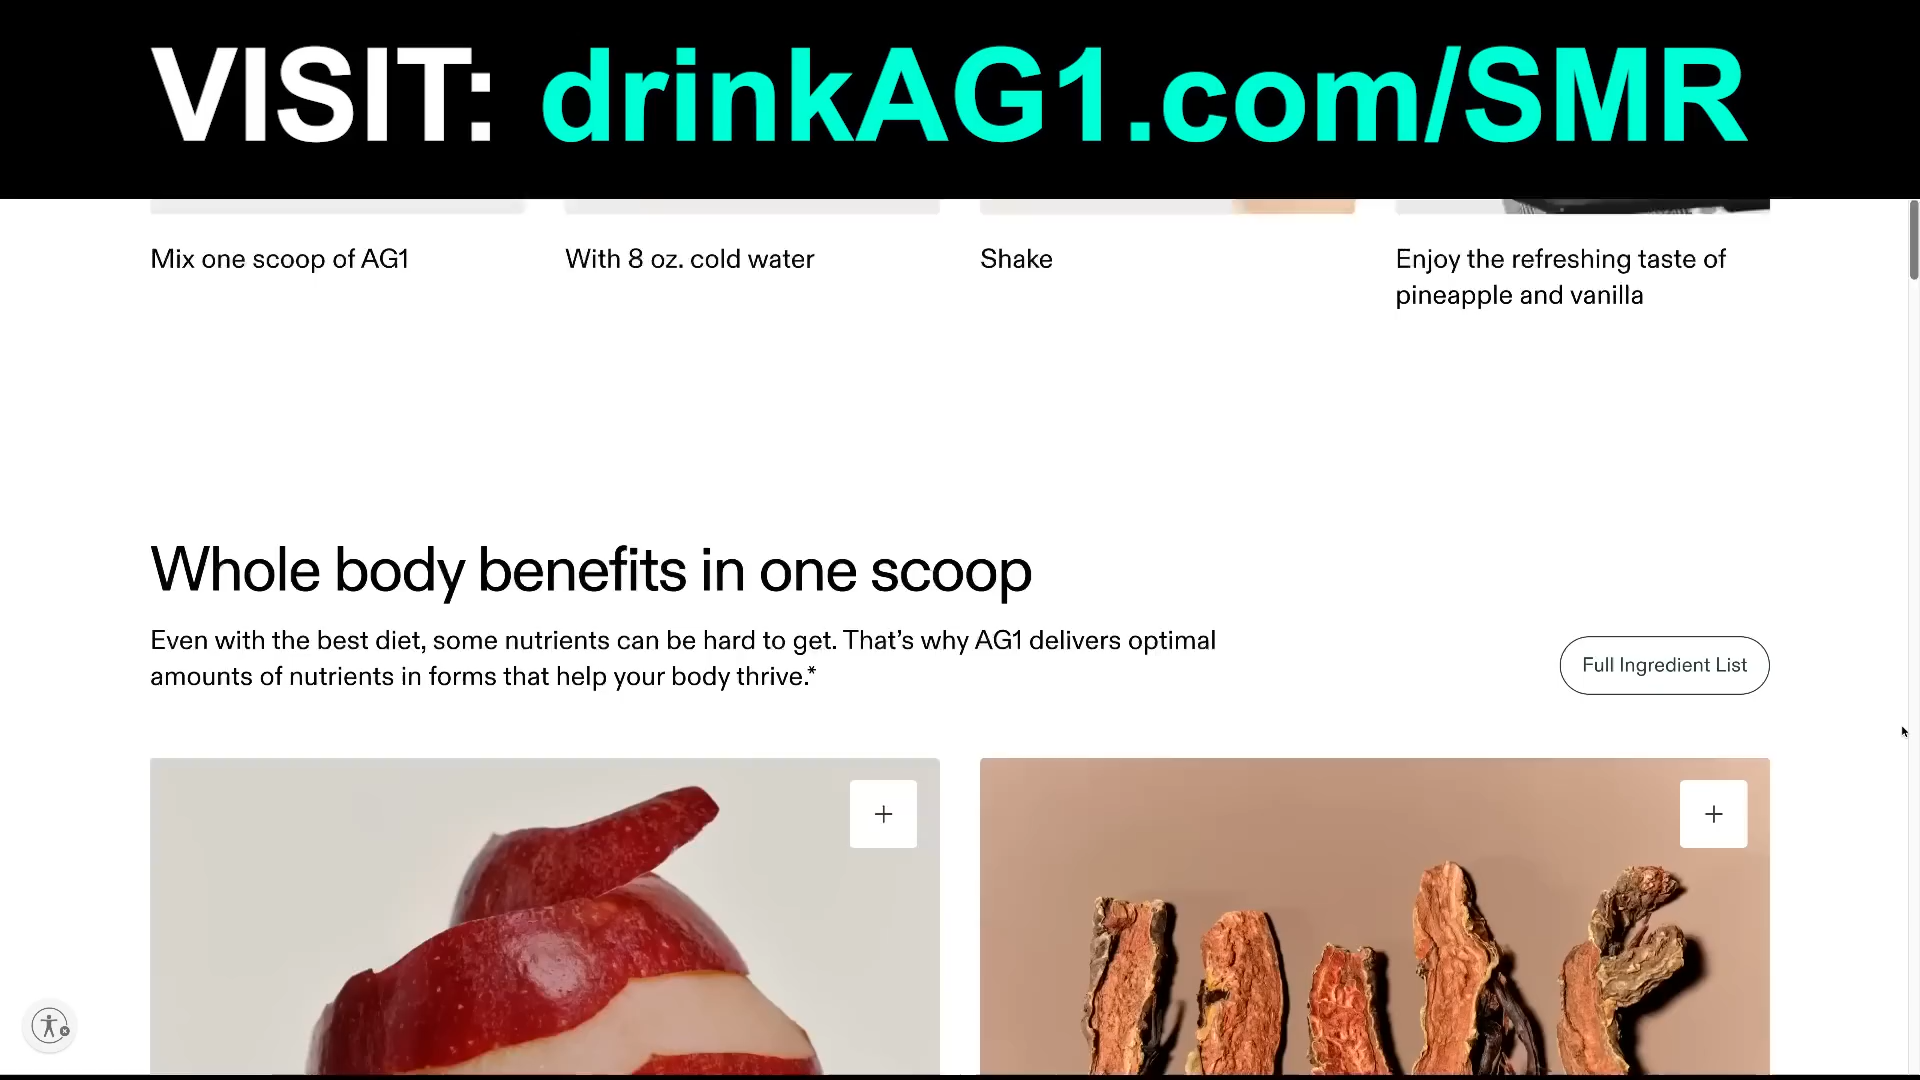 VISIT: drinkAG1.com/SMR
Mix one scoop of AG1
With 8 oz. cold water
Shake
Enjoy the refreshing taste of
pineapple and vanilla
Whole body benefits in one scoop
Even with the best diet, some nutrients can be hard to get. That’s why AG1 delivers optimal
amounts of nutrients in forms that help your body thrive.*
Full Ingredient List